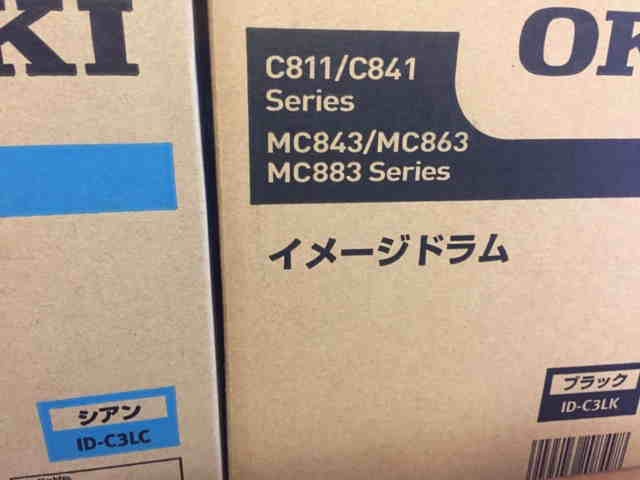 KI
シアン
ID-C3LC
OK
C811/C841
Series
MC843/MC863
MC883 Series
イメージドラム
ブラック
ID-C3LK